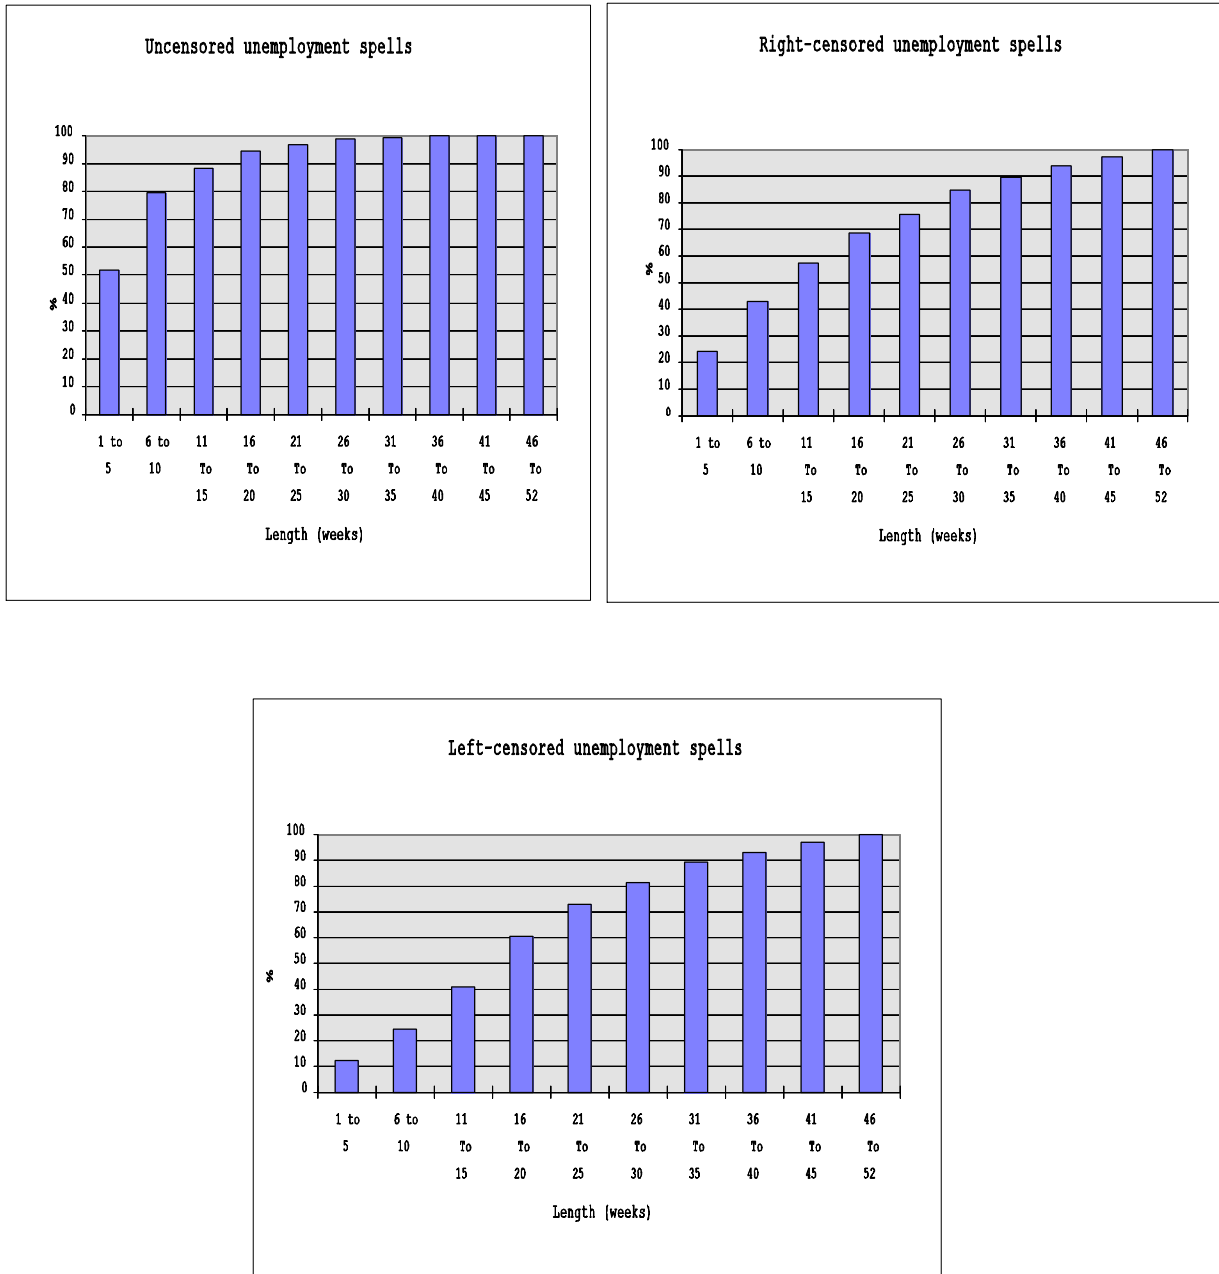 Uncensored unemployment spells
100
90
80
70
60
50
40
30
20
10
0
%
1 to 6 to 11 16 21 26 31 36 41 46
5 10 To To To To To To To To
15 20 25 30 35 40 45 52
Length (weeks)
Right-censored unemployment spells
100
90
80
70
60
50
40
30
20
10
0
%
1 to 6 to 11 16 21 26 31 36 41 46
5 10 To To To To To To To To
15 20 25 30 35 40 45 52
Length (weeks)
Left-censored unemployment spells
100
90
80
70
60
50
40
30
20
10
0
%
1 to 6 to 11 16 21 26 31 36 41 46
5 10 To To To To To To To To
15 20 25 30 35 40 45 52
Length (weeks)